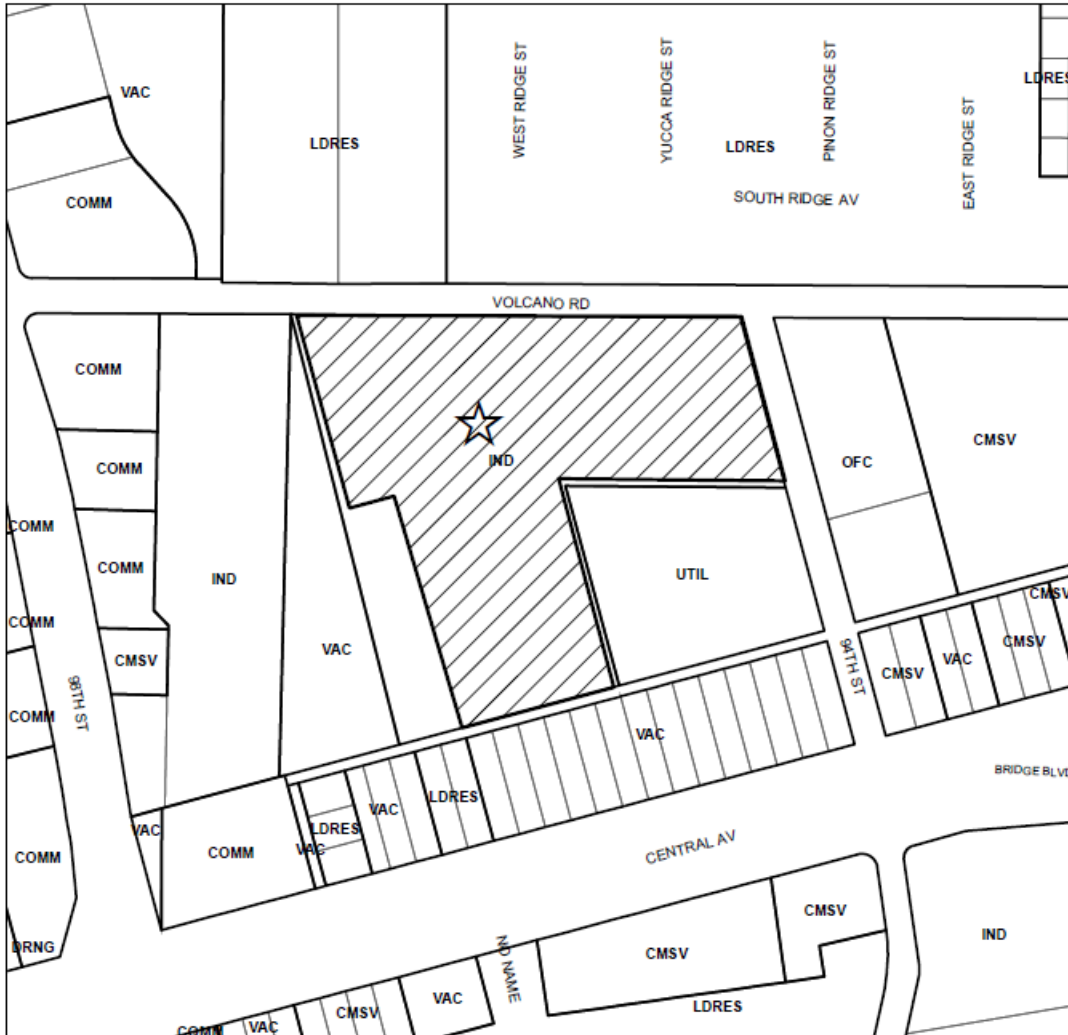 WEST RIDGE ST
YUCCA RIDGE ST
PINON RIDGE ST
EAST RIDGE ST
LDRES
VAC
LDRES
LDRES
COMM
SOUTH RIDGE AV
VOLCANO RD
COMM
CMSV
COMM
IND
OFC
COMM
COMM
IND
UTIL
CMSV
COMM
VAC
CMSV
CMSV
94TH ST
CMSV
VAC
98TH ST
COMM
VAC
BRIDGE BLVD
LDRES
VAC
LDRES
VAC
VAC
COMM
CENTRAL AV
COMM
CMSV
IND
DRNG
NO NAME
CMSV
VAC
LDRES
CMSV
VAC
COMM